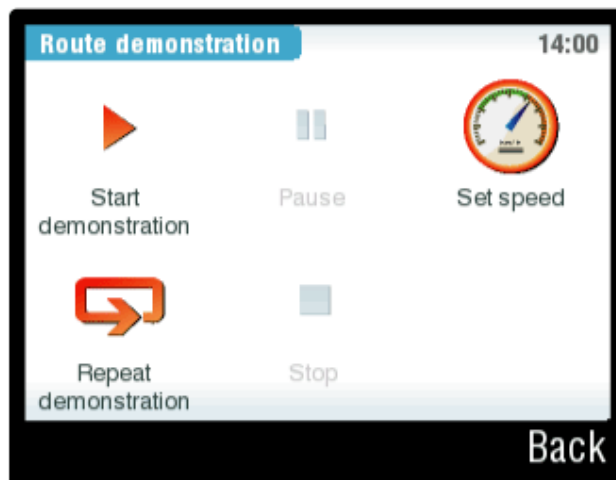 Route demonstration
14:00
Start
demonstration
Pause
Set speed
Repeat
demonstration
Stop
Back